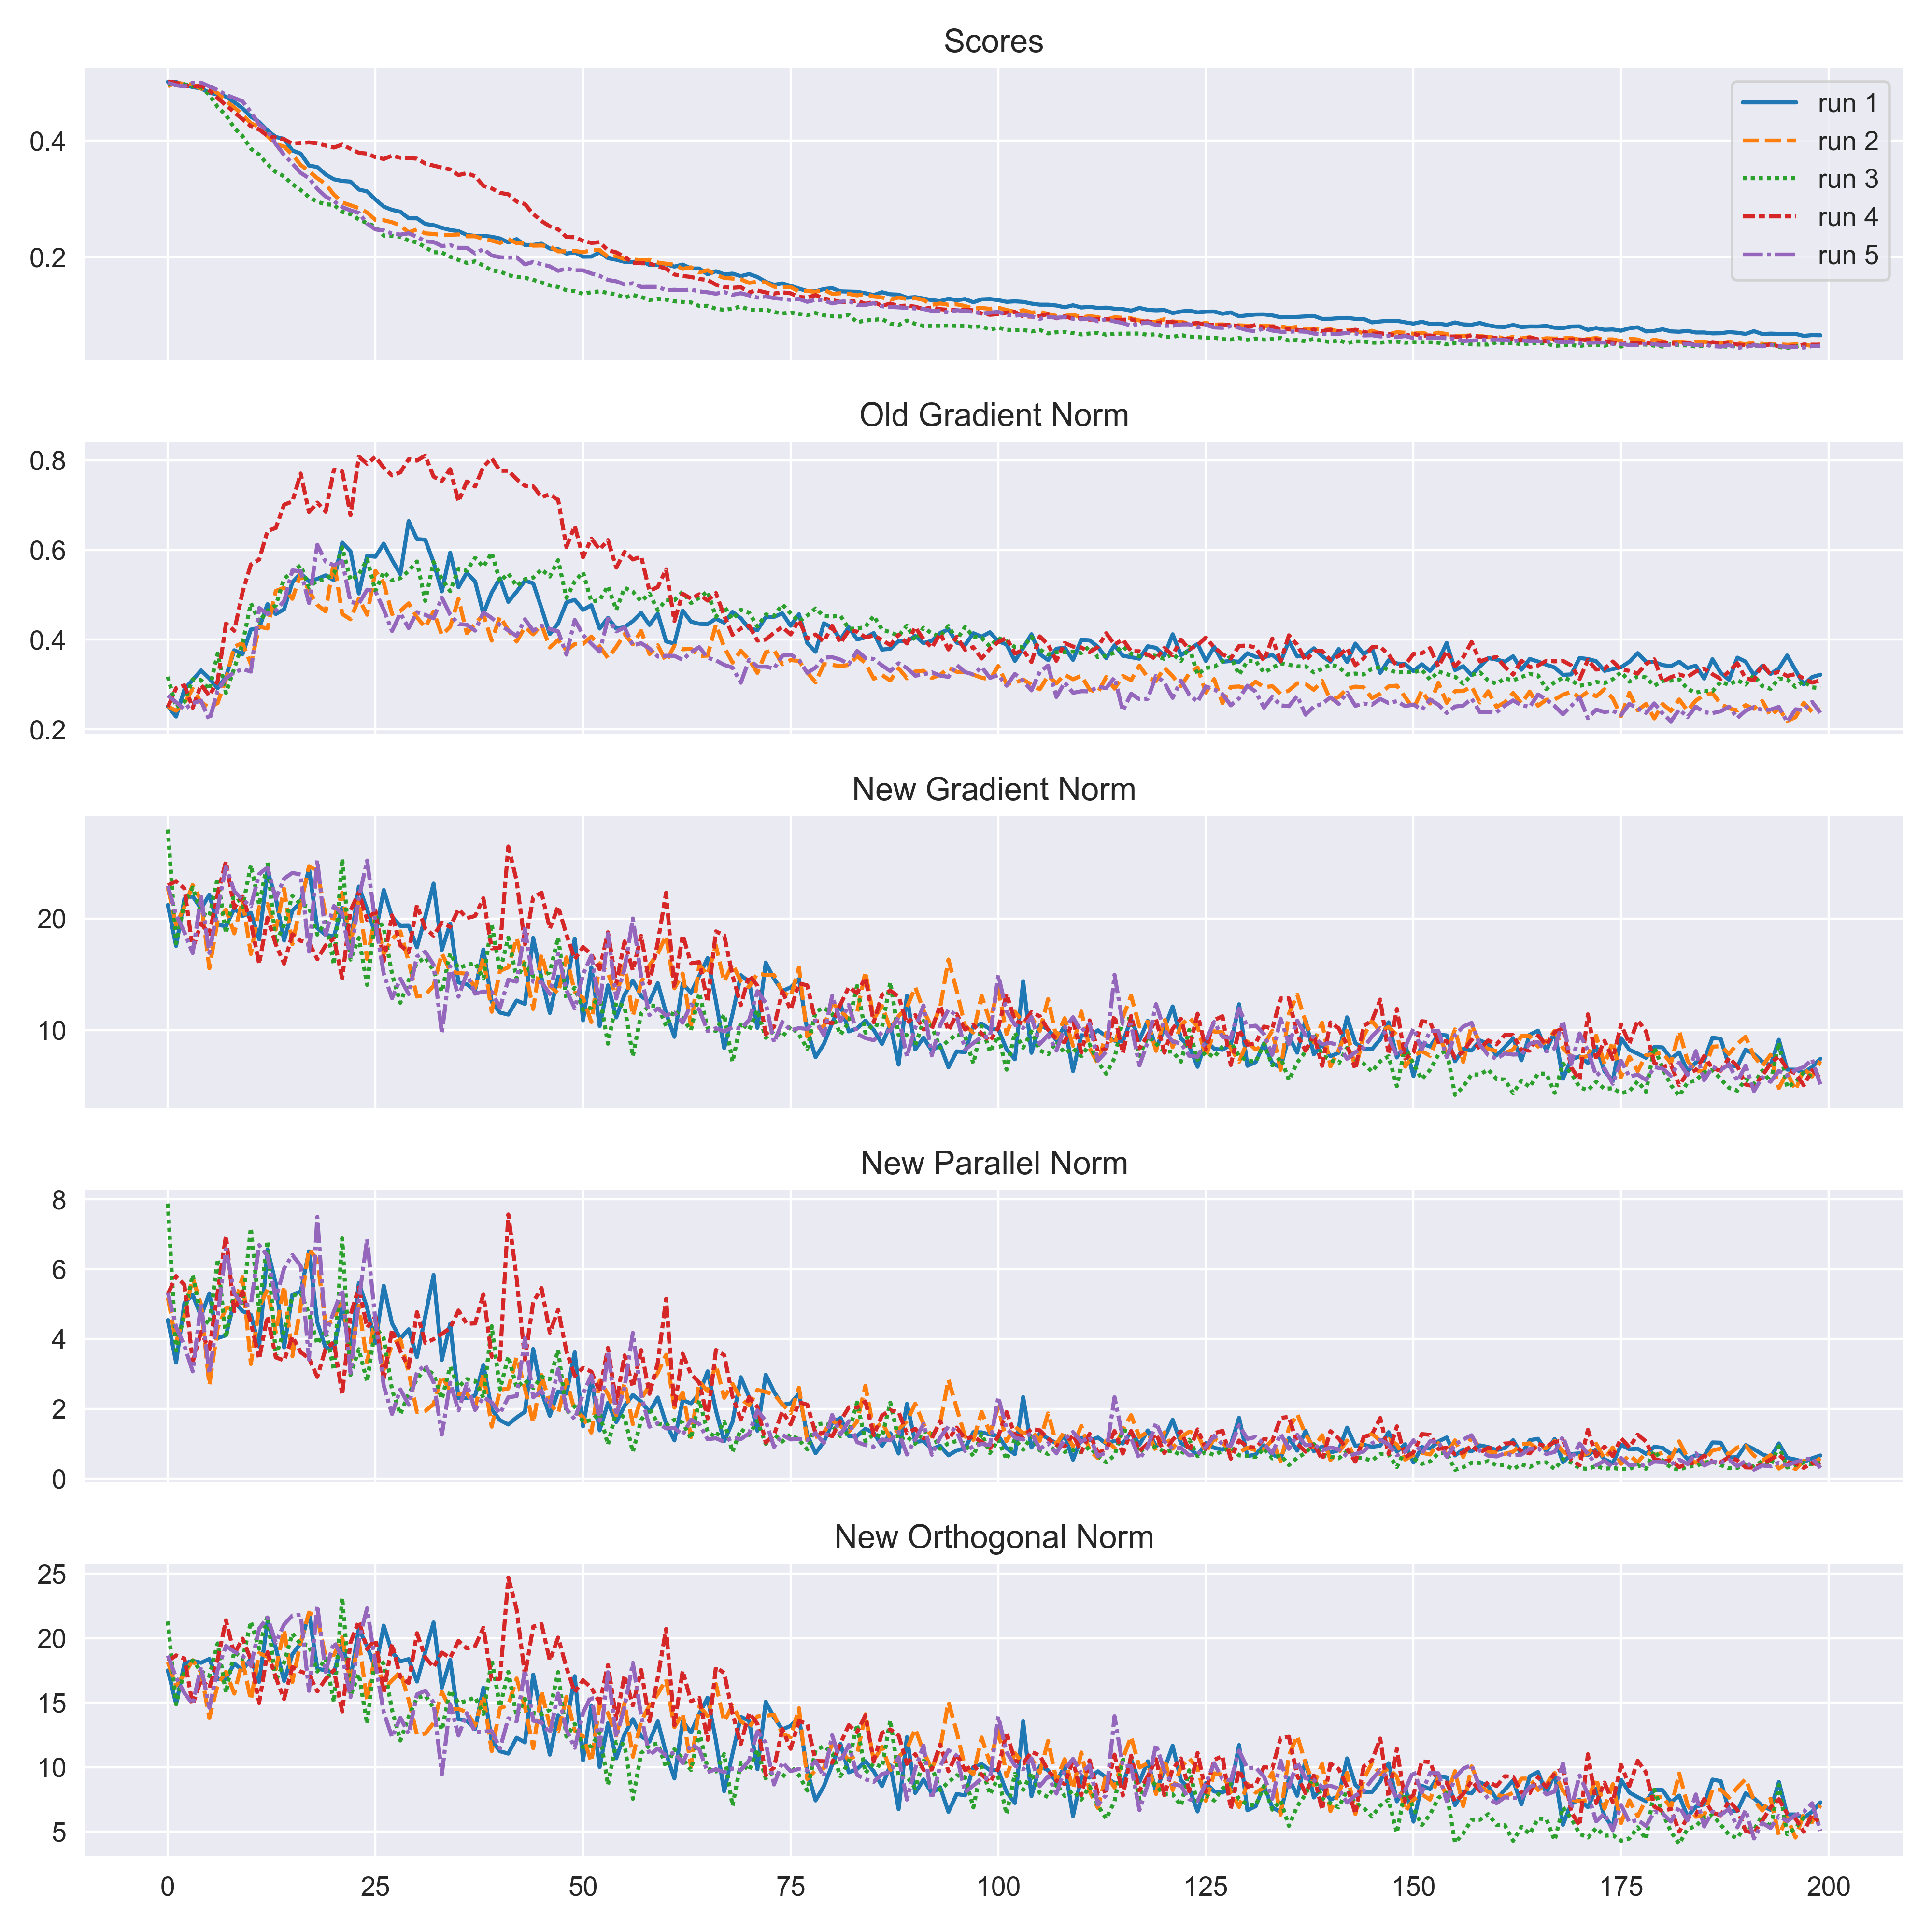 Scores
0.4
0.2
run 1
run 2
run 3
run 4
run 5
Old Gradient Norm
0.8
0.6
0.4
0.2
New Gradient Norm
20
10
New Parallel Norm
8
6
4
2
0
New Orthogonal Norm
25
20
15
10
5
0 25 50 75 100 125 150 175 200